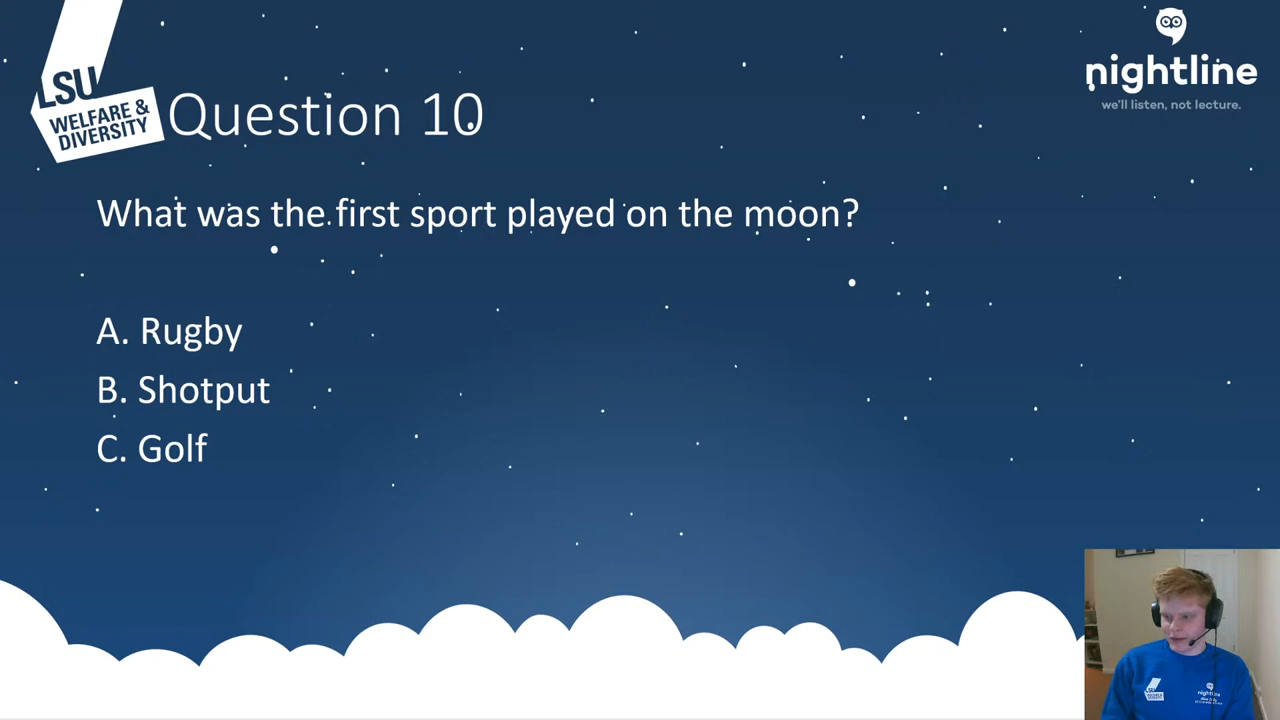 LSU
WELFARE &
DIVERSITY
nightline
we'll listen, not lecture.
Question 10
What was the first sport played on the moon?
A. Rugby
B. Shotput
C. Golf
nightline